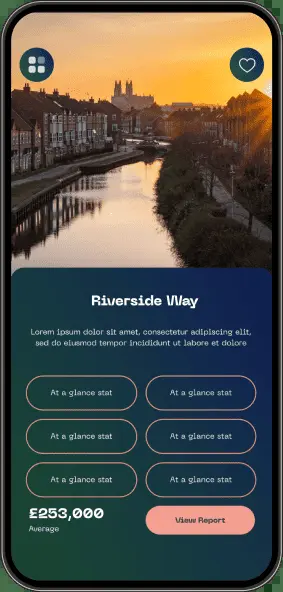 Riverside Way
Lorem ipsum dolor sit amet, consectetur adipiscing elit,
sed do eiusmod tempor incididunt ut labore et dolore
At a glance stat
At a glance stat
At a glance stat
At a glance stat
At a glance stat
At a glance stat
£253,000
Average
View Report